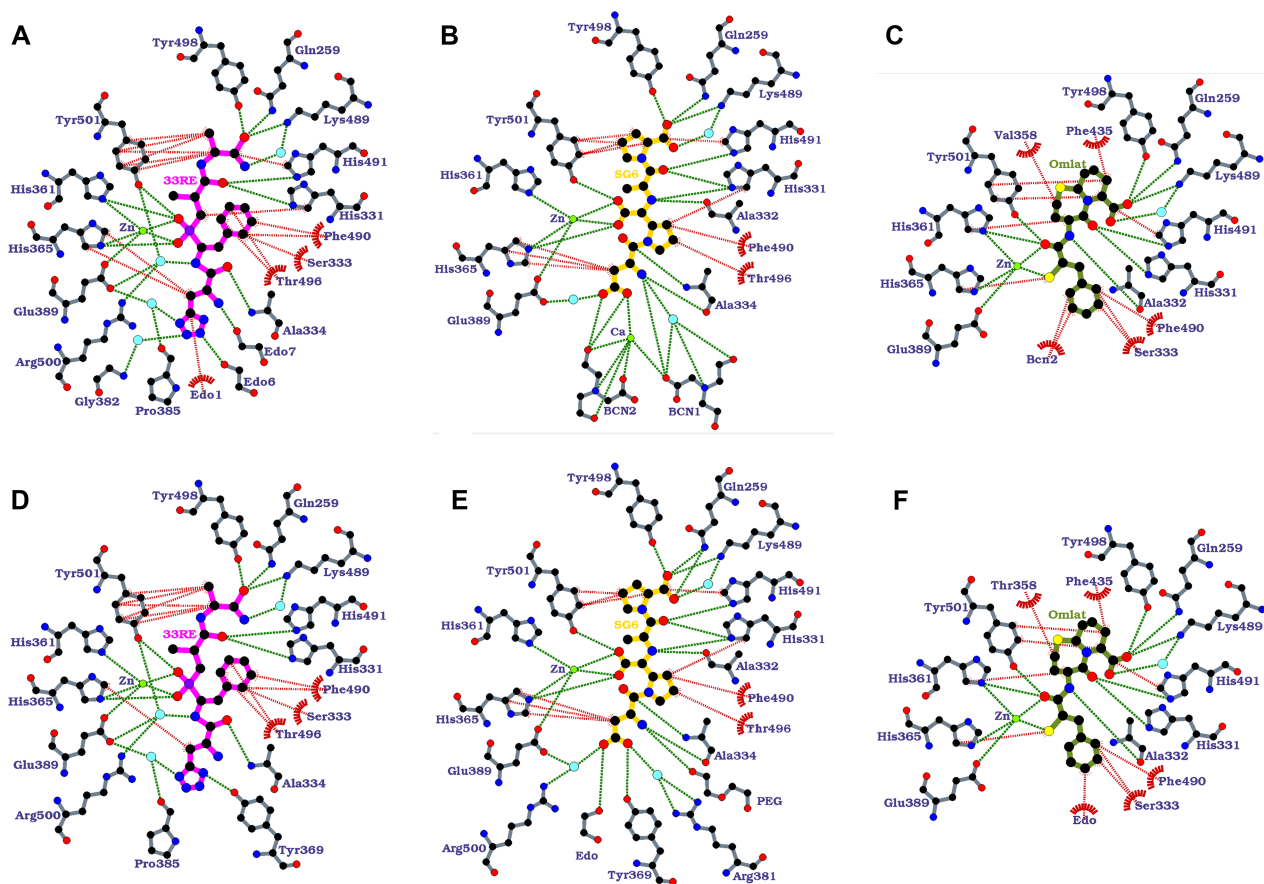 A
Tyr498
Gln259
Lys489
Tyr501
33RE
His491
His361
His331
Zn
His365
Phe490
Ser333
Thr496
Glu389
Ala334
Arg500
Edo7
Gly382
Edo6
Pro385
Edo1
B
Tyr498
Gln259
Lys489
Tyr501
His491
SG6
His361
His331
Ala332
Zn
Phe490
His365
Thr496
Ala334
Glu389
Ca
BCN2
BCN1
C
Tyr498
Gln259
Val358
Phe435
Tyr501
Omlat
Lys489
His361
His491
Zn
His365
His331
Ala332
Phe490
Glu389
Ser333
Bcn2
D
Tyr498
Gln259
Lys489
Tyr501
His491
33RE
His361
His331
Zn
His365
Phe490
Ser333
Thr496
Glu389
Ala334
Arg500
Pro385
Tyr369
E
Tyr498
Gln259
Lys489
Tyr501
His491
SG6
His361
His331
Ala332
Zn
Phe490
His365
Thr496
Ala334
Glu389
PEG
Arg500
Edo
Tyr369
Arg381
F
Tyr498
Gln259
Thr358
Phe435
Tyr501
Omlat
Lys489
His361
His491
Zn
His365
His331
Ala332
Phe490
Glu389
Ser333
Edo